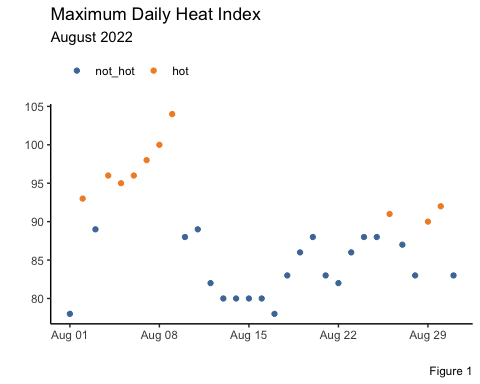 Maximum Daily Heat Index
August 2022
not_hot hot
105
100
95
90
85
80
Aug 01 Aug 08 Aug 15 Aug 22 Aug 29
Figure 1